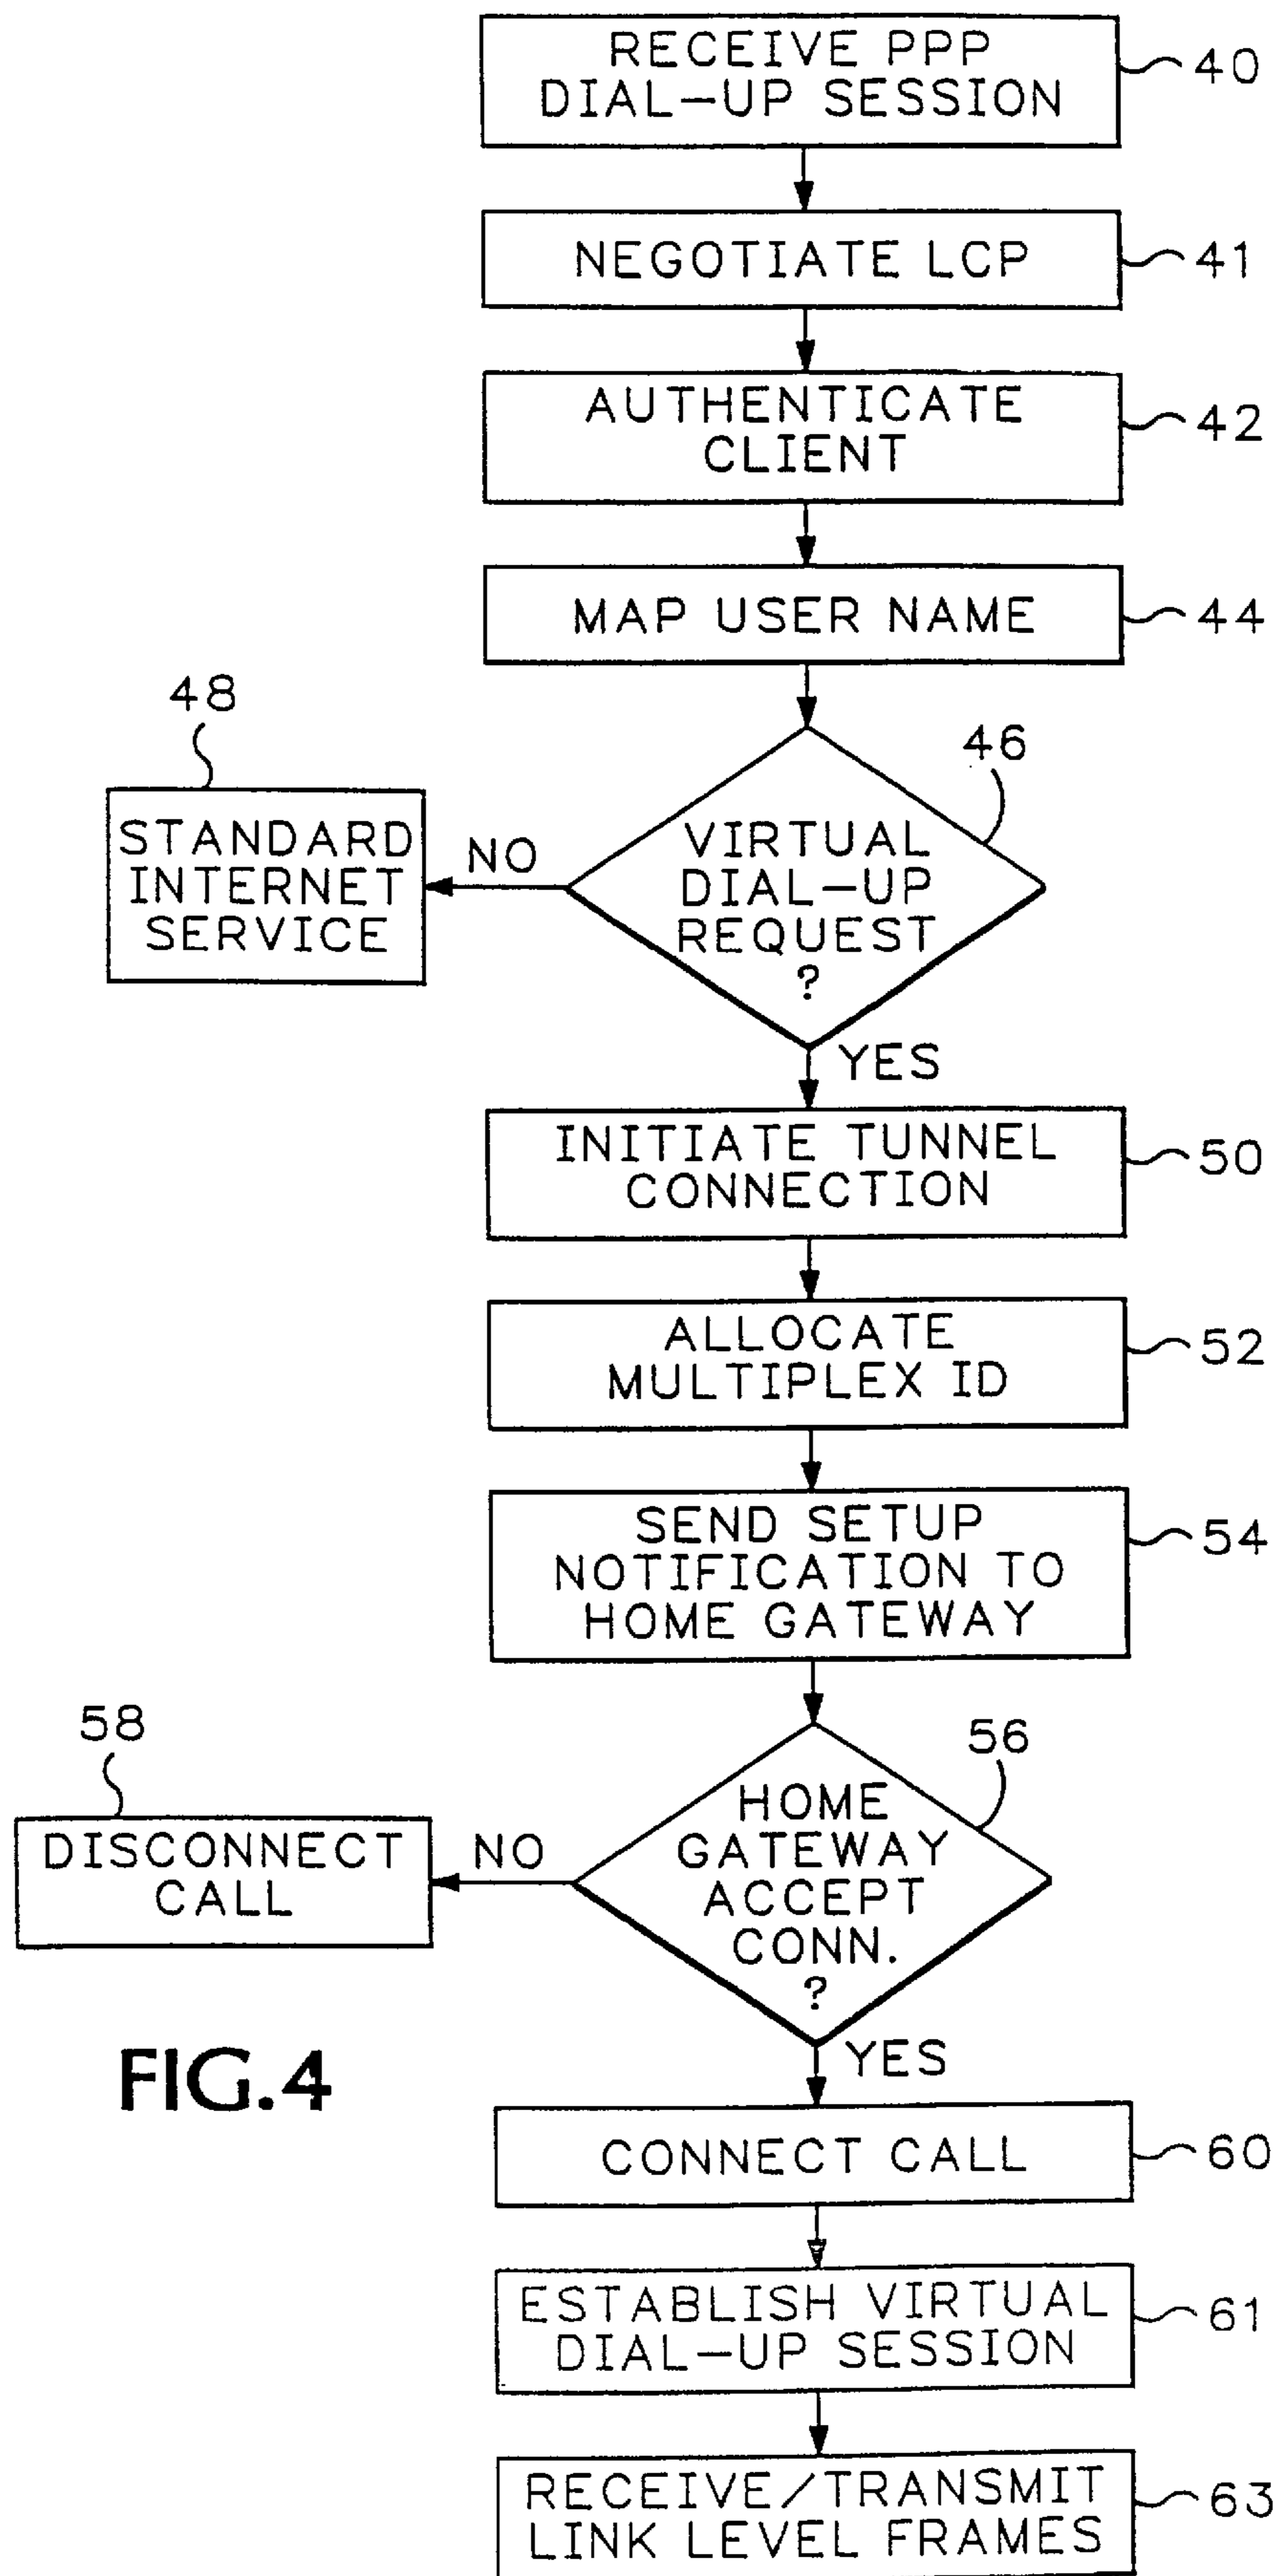 RECEIVE PPP
DIAL-UP SESSION
40
NEGOTIATE LCP
41
AUTHENTICATE
CLIENT
42
MAP USER NAME
44
48
STANDARD
INTERNET
SERVICE
NO
46
VIRTUAL
DIAL-UP
REQUEST
?
YES
INITIATE TUNNEL
CONNECTION
50
ALLOCATE
MULTIPLEX ID
52
SEND SETUP
NOTIFICATION TO
HOME GATEWAY
54
58
DISCONNECT
CALL
NO
56
HOME
GATEWAY
ACCEPT
CONN.
?
YES
FIG.4
CONNECT CALL
60
ESTABLISH VIRTUAL
DIAL-UP SESSION
61
RECEIVE/TRANSMIT
LINK LEVEL FRAMES
63